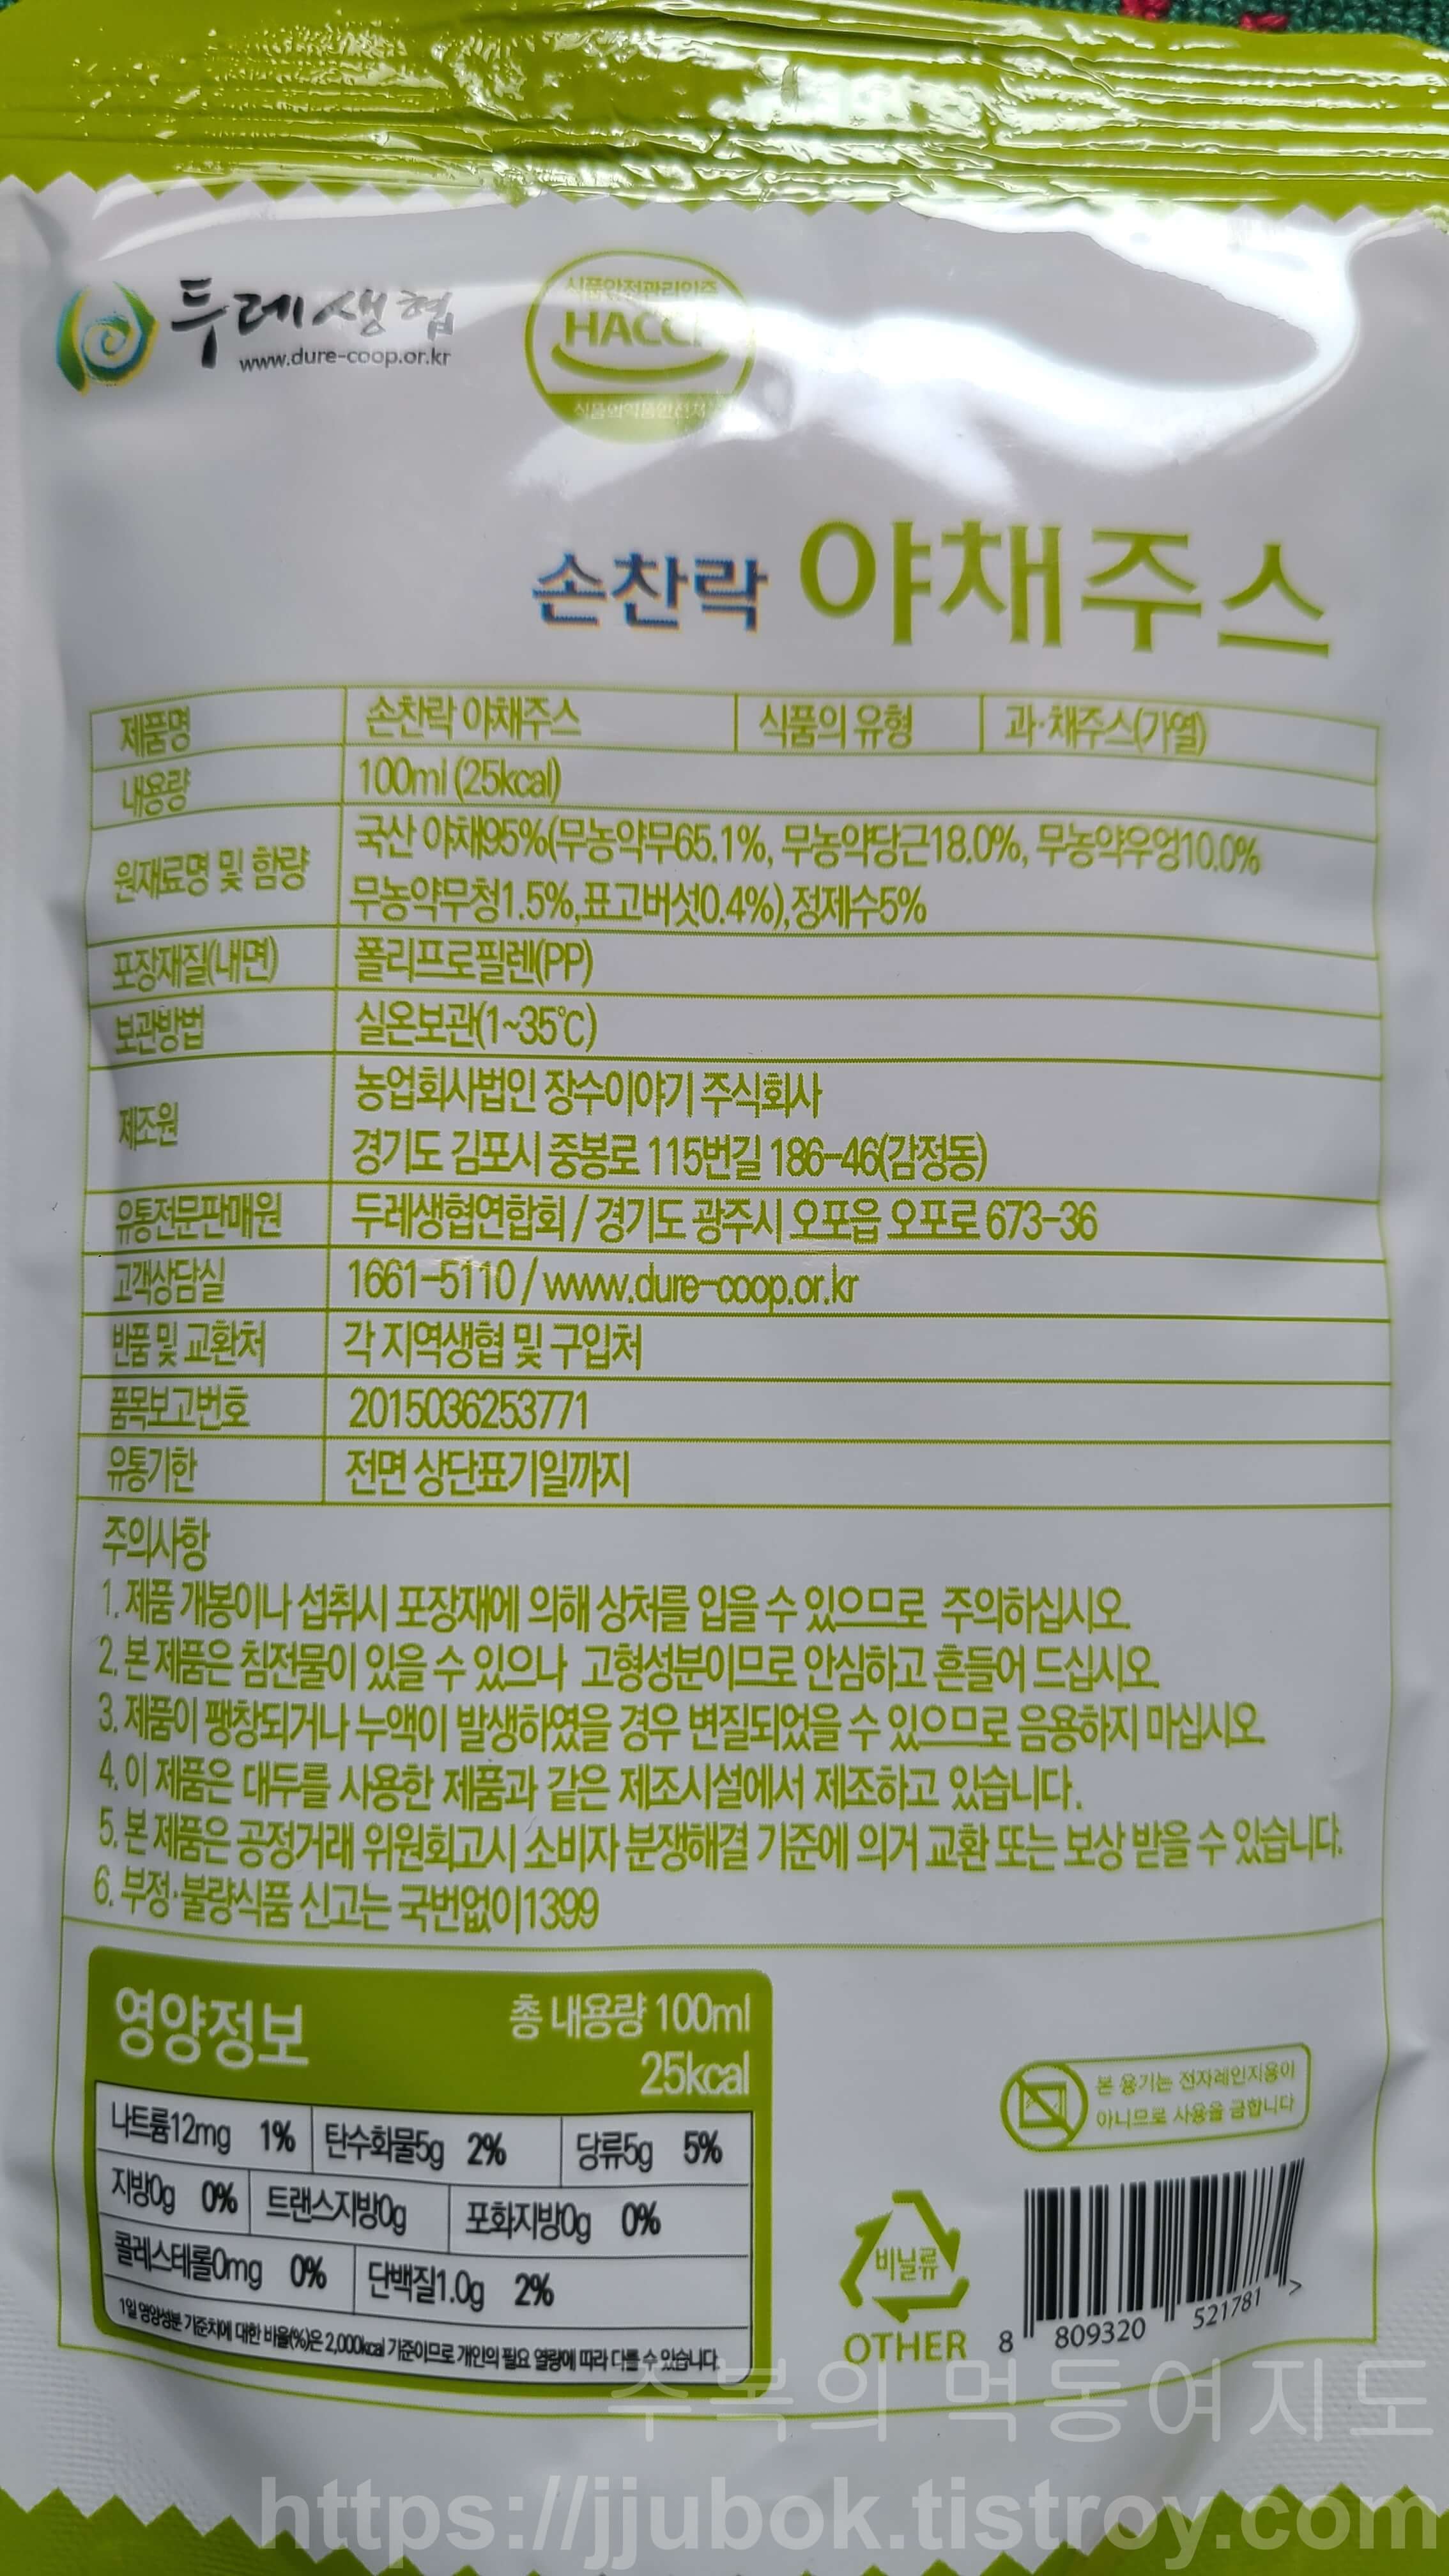 두레생협
www.dure-coop.or.kr
식품안전관리인증
HACC
식품의약품안전처
손찬락 야채주스
제품명 손찬락 야채주스 식품의 유형 과·채주스(가열)
내용량 100ml (25kcal)
원재료명 및 함량 국산 야채95%(무농약무65.1%, 무농약당근18.0%, 무농약우엉10.0%
무농약무청1.5%,표고버섯0.4%),정제수5%
포장재질(내면) 폴리프로필렌(PP)
보관방법 실온보관(1~35℃)
제조원 농업회사법인 장수이야기 주식회사
경기도 김포시 중봉로 115번길 186-46(감정동)
유통전문판매원 두레생협연합회 / 경기도 광주시 오포읍 오포로 673-36
고객상담실 1661-5110 / www.dure-coop.or.kr
반품 및 교환처 각 지역생협 및 구입처
품목보고번호 2015036253771
유통기한 전면 상단표기일까지
주의사항
1. 제품 개봉이나 섭취시 포장재에 의해 상처를 입을 수 있으므로 주의하십시오.
2. 본 제품은 침전물이 있을 수 있으나 고형성분이므로 안심하고 흔들어 드십시오.
3. 제품이 팽창되거나 누액이 발생하였을 경우 변질되었을 수 있으므로 음용하지 마십시오.
4. 이 제품은 대두를 사용한 제품과 같은 제조시설에서 제조하고 있습니다.
5. 본 제품은 공정거래 위원회고시 소비자 분쟁해결 기준에 의거 교환 또는 보상 받을 수 있습니다.
6. 부정·불량식품 신고는 국번없이1399
영양정보 총 내용량 100ml
25kcal
나트륨12mg 1% 탄수화물5g 2% 당류5g 5%
지방0g 0% 트랜스지방0g 포화지방0g 0%
콜레스테롤0mg 0% 단백질1.0g 2%
1일 영양성분 기준치에 대한 비율(%)은 2,000kcal 기준이므로 개인의 필요 열량에 따라 다를 수 있습니다.
본 용기는 전자레인지용이
아니므로 사용을 금합니다
비닐류
OTHER
8 809320 521781 >
주복의 먹동여지도
https://jjubok.tistroy.com